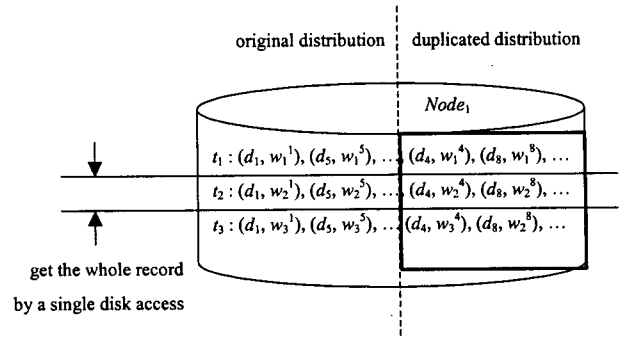 original distribution duplicated distribution
Node₁
t₁ : (d₁, w₁¹), (d₅, w₁⁵), … (d₄, w₁⁴), (d₈, w₁⁸), …
t₂ : (d₁, w₂¹), (d₅, w₂⁵), … (d₄, w₂⁴), (d₈, w₂⁸), …
t₃ : (d₁, w₃¹), (d₅, w₃⁵), … (d₄, w₃⁴), (d₈, w₂⁸), …
get the whole record
by a single disk access